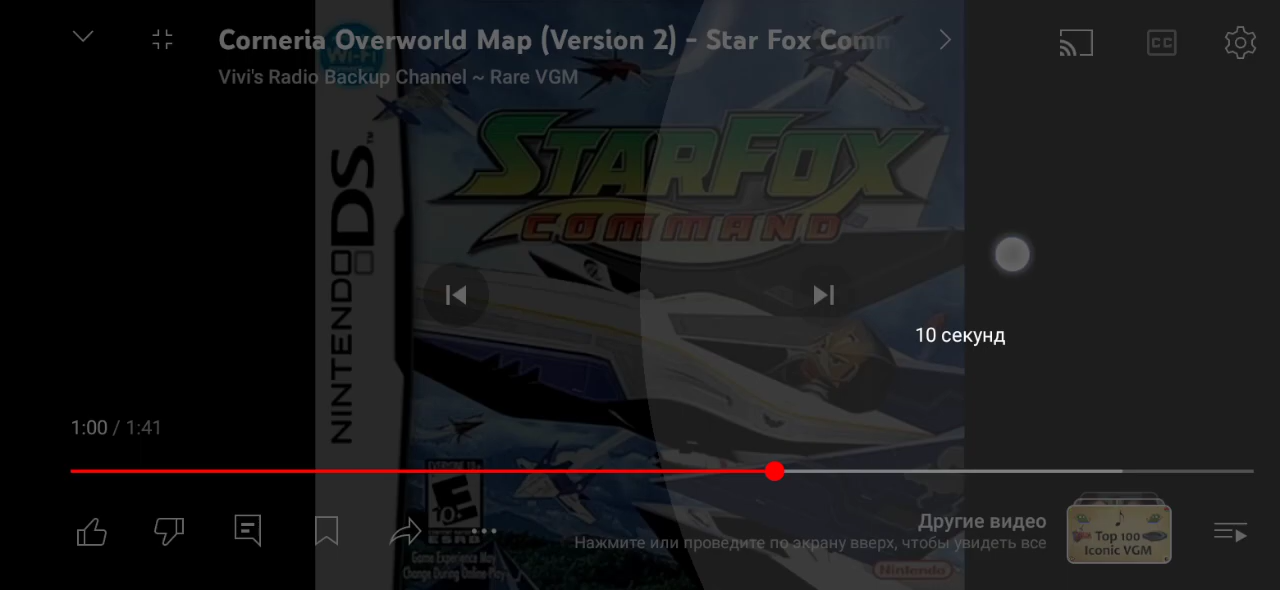 Corneria Overworld Map (Version 2) - Star Fox Comm
Vivi's Radio Backup Channel ~ Rare VGM
CC
Wi-Fi
NINTENDO DS
TM
STARFOX
COMMAND
10 секунд
1:00 / 1:41
EVERYONE 10+
E
10+
ESRB
Game Experience May
Change During Online Play
Nintendo
Другие видео
Нажмите или проведите по экрану вверх, чтобы увидеть все
Top 100
Iconic VGM